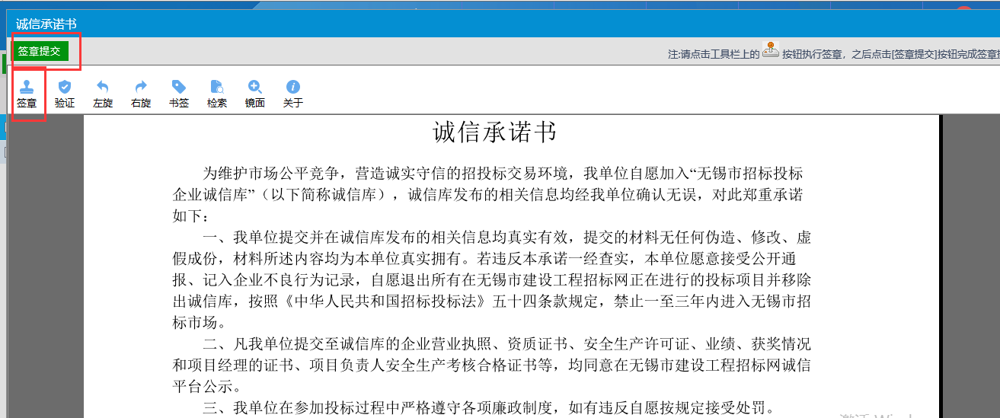 诚信承诺书
签章提交
注:请点击工具栏上的 按钮执行签章，之后点击[签章提交]按钮完成签章
签章 验证 左旋 右旋 书签 检索 镜面 关于
诚信承诺书
为维护市场公平竞争，营造诚实守信的招投标交易环境，我单位自愿加入“无锡市招标投标
企业诚信库”（以下简称诚信库），诚信库发布的相关信息均经我单位确认无误，对此郑重承诺
如下：
一、我单位提交并在诚信库发布的相关信息均真实有效，提交的材料无任何伪造、修改、虚
假成份，材料所述内容均为本单位真实拥有。若违反本承诺一经查实，本单位愿意接受公开通
报、记入企业不良行为记录，自愿退出所有在无锡市建设工程招标网正在进行的投标项目并移除
出诚信库，按照《中华人民共和国招标投标法》五十四条款规定，禁止一至三年内进入无锡市招
标市场。
二、凡我单位提交至诚信库的企业营业执照、资质证书、安全生产许可证、业绩、获奖情况
和项目经理的证书、项目负责人安全生产考核合格证书等，均同意在无锡市建设工程招标网诚信
平台公示。
三、我单位在参加投标过程中严格遵守各项廉政制度，如有违反自愿按规定接受处罚。